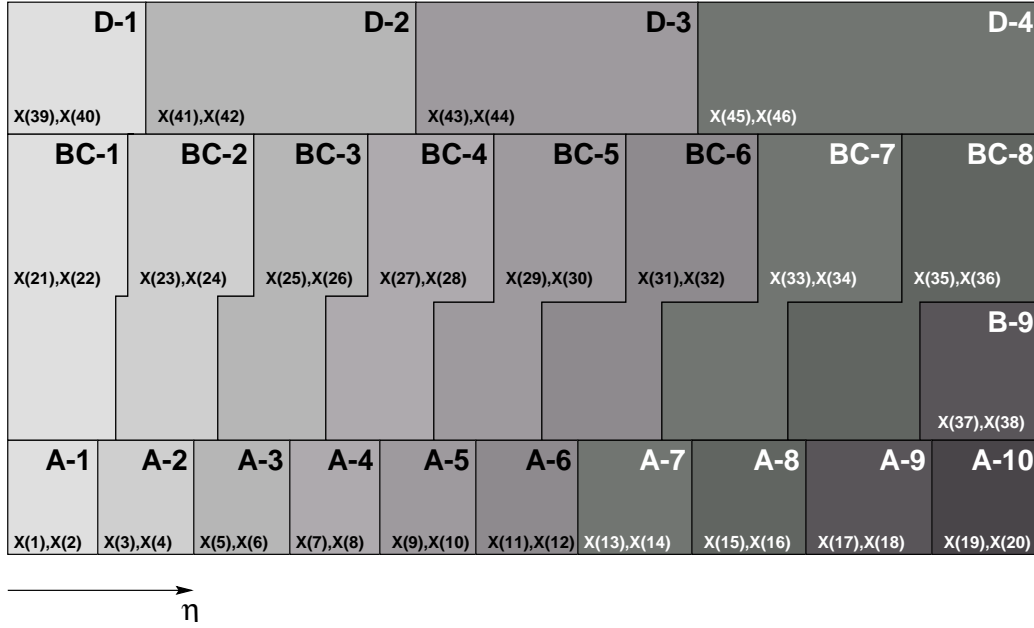 D-1 D-2 D-3 D-4
X(39),X(40) X(41),X(42) X(43),X(44) X(45),X(46)
BC-1 BC-2 BC-3 BC-4 BC-5 BC-6 BC-7 BC-8
X(21),X(22) X(23),X(24) X(25),X(26) X(27),X(28) X(29),X(30) X(31),X(32) X(33),X(34) X(35),X(36)
B-9
X(37),X(38)
A-1 A-2 A-3 A-4 A-5 A-6 A-7 A-8 A-9 A-10
X(1),X(2) X(3),X(4) X(5),X(6) X(7),X(8) X(9),X(10) X(11),X(12) X(13),X(14) X(15),X(16) X(17),X(18) X(19),X(20)
η